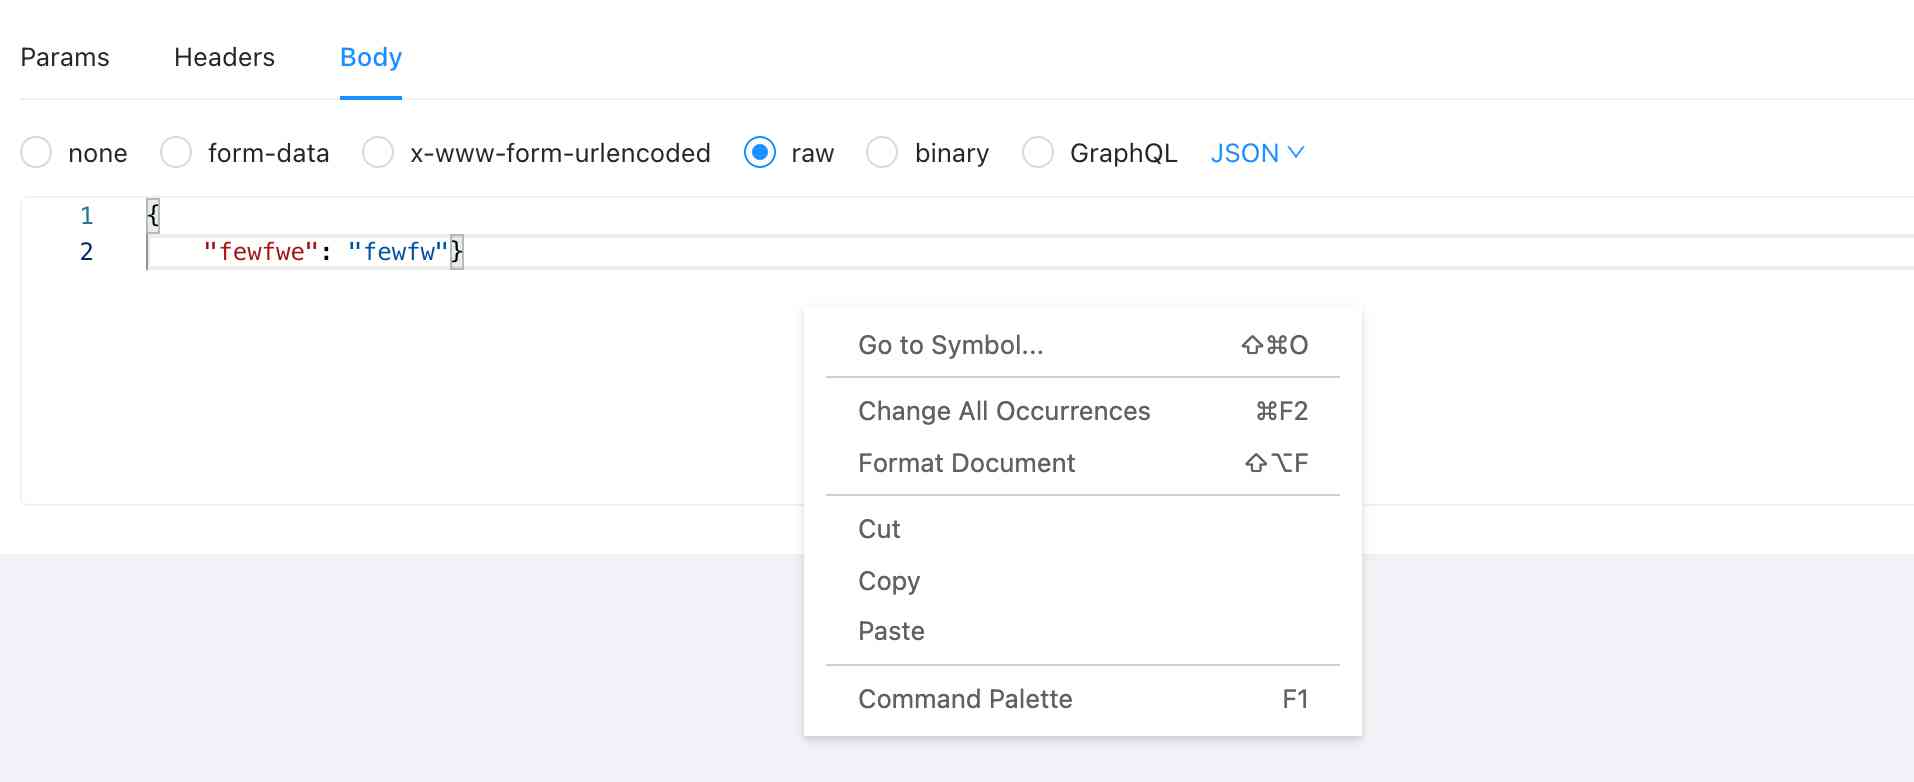 Params Headers Body
none form-data x-www-form-urlencoded raw binary GraphQL JSON
1 {
2 "fewfwe": "fewfw"}
Go to Symbol... ⇧⌘O
Change All Occurrences ⌘F2
Format Document ⇧⌥F
Cut
Copy
Paste
Command Palette F1